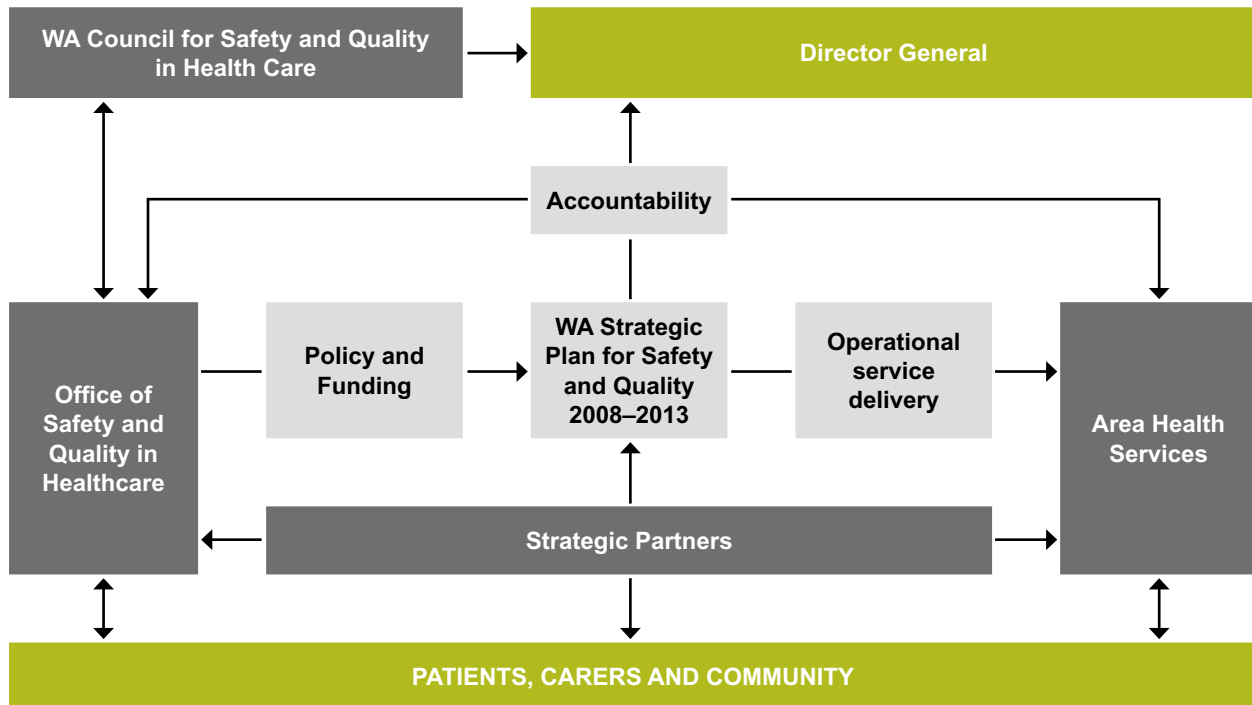 WA Council for Safety and Quality
in Health Care
Director General
Accountability
Office of
Safety and
Quality in
Healthcare
Policy and
Funding
WA Strategic
Plan for Safety
and Quality
2008–2013
Operational
service
delivery
Area Health
Services
Strategic Partners
PATIENTS, CARERS AND COMMUNITY